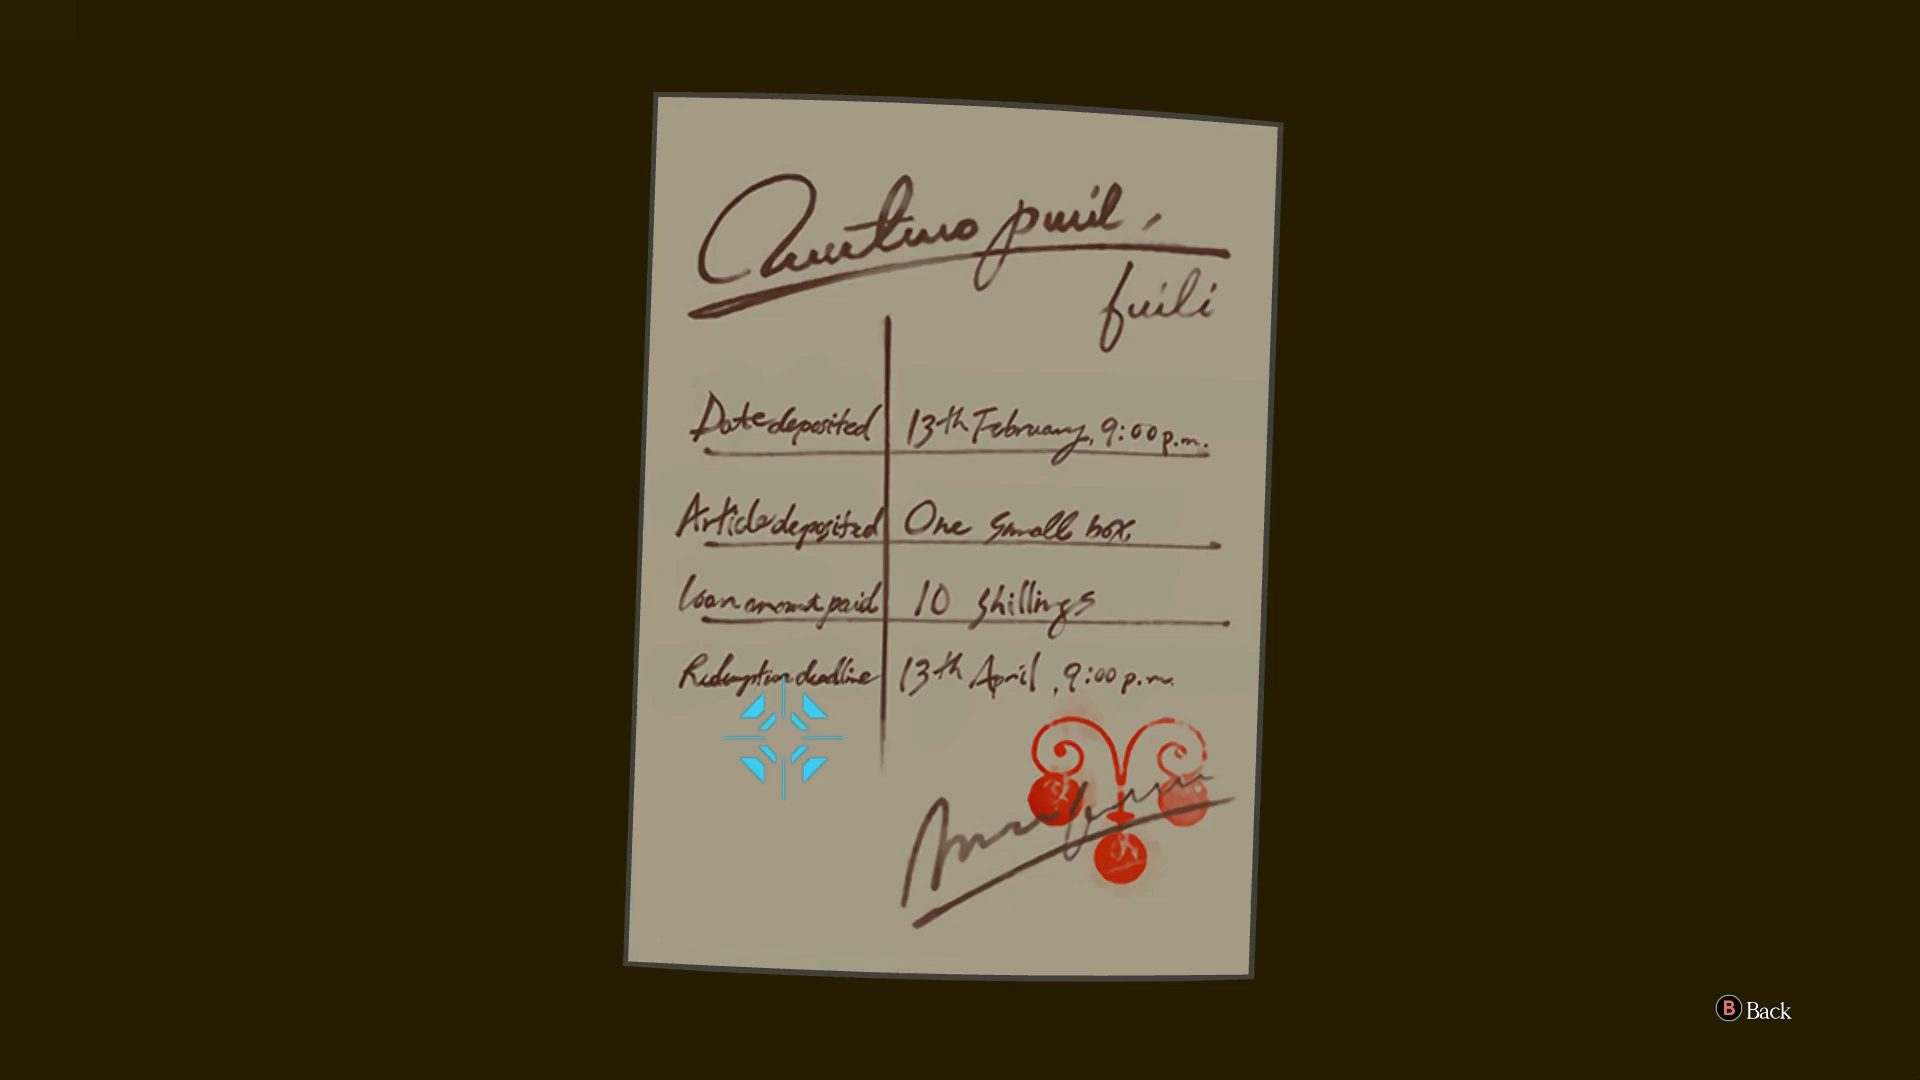 Date deposited 13th February, 9:00 p.m.
Article deposited One small box
Loan amount paid 10 shillings
Redemption deadline 13th April, 9:00 p.m.
B Back